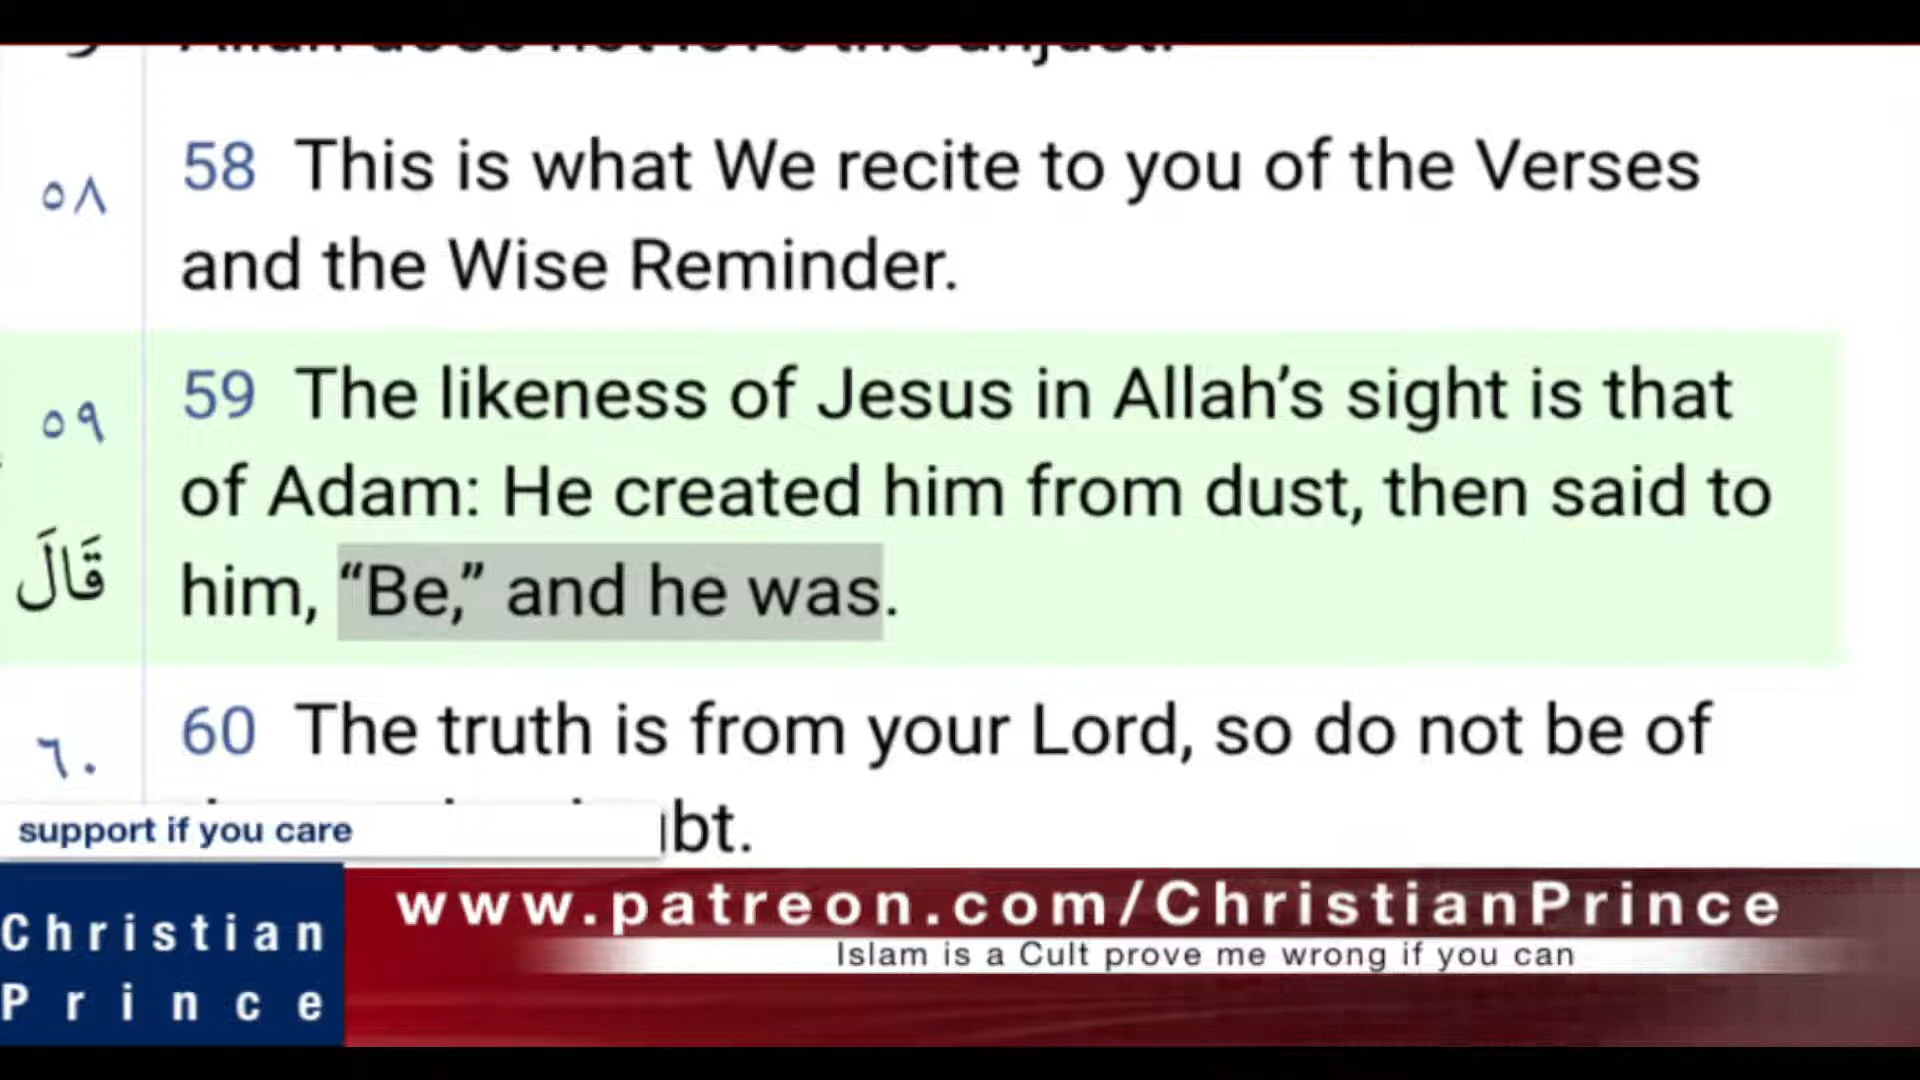 ٥٨
58 This is what We recite to you of the Verses
and the Wise Reminder.
٥٩
59 The likeness of Jesus in Allah’s sight is that
of Adam: He created him from dust, then said to
him, “Be,” and he was.
قَالَ
٦٠
60 The truth is from your Lord, so do not be of
support if you care
Christian
Prince
www.patreon.com/ChristianPrince
Islam is a Cult prove me wrong if you can